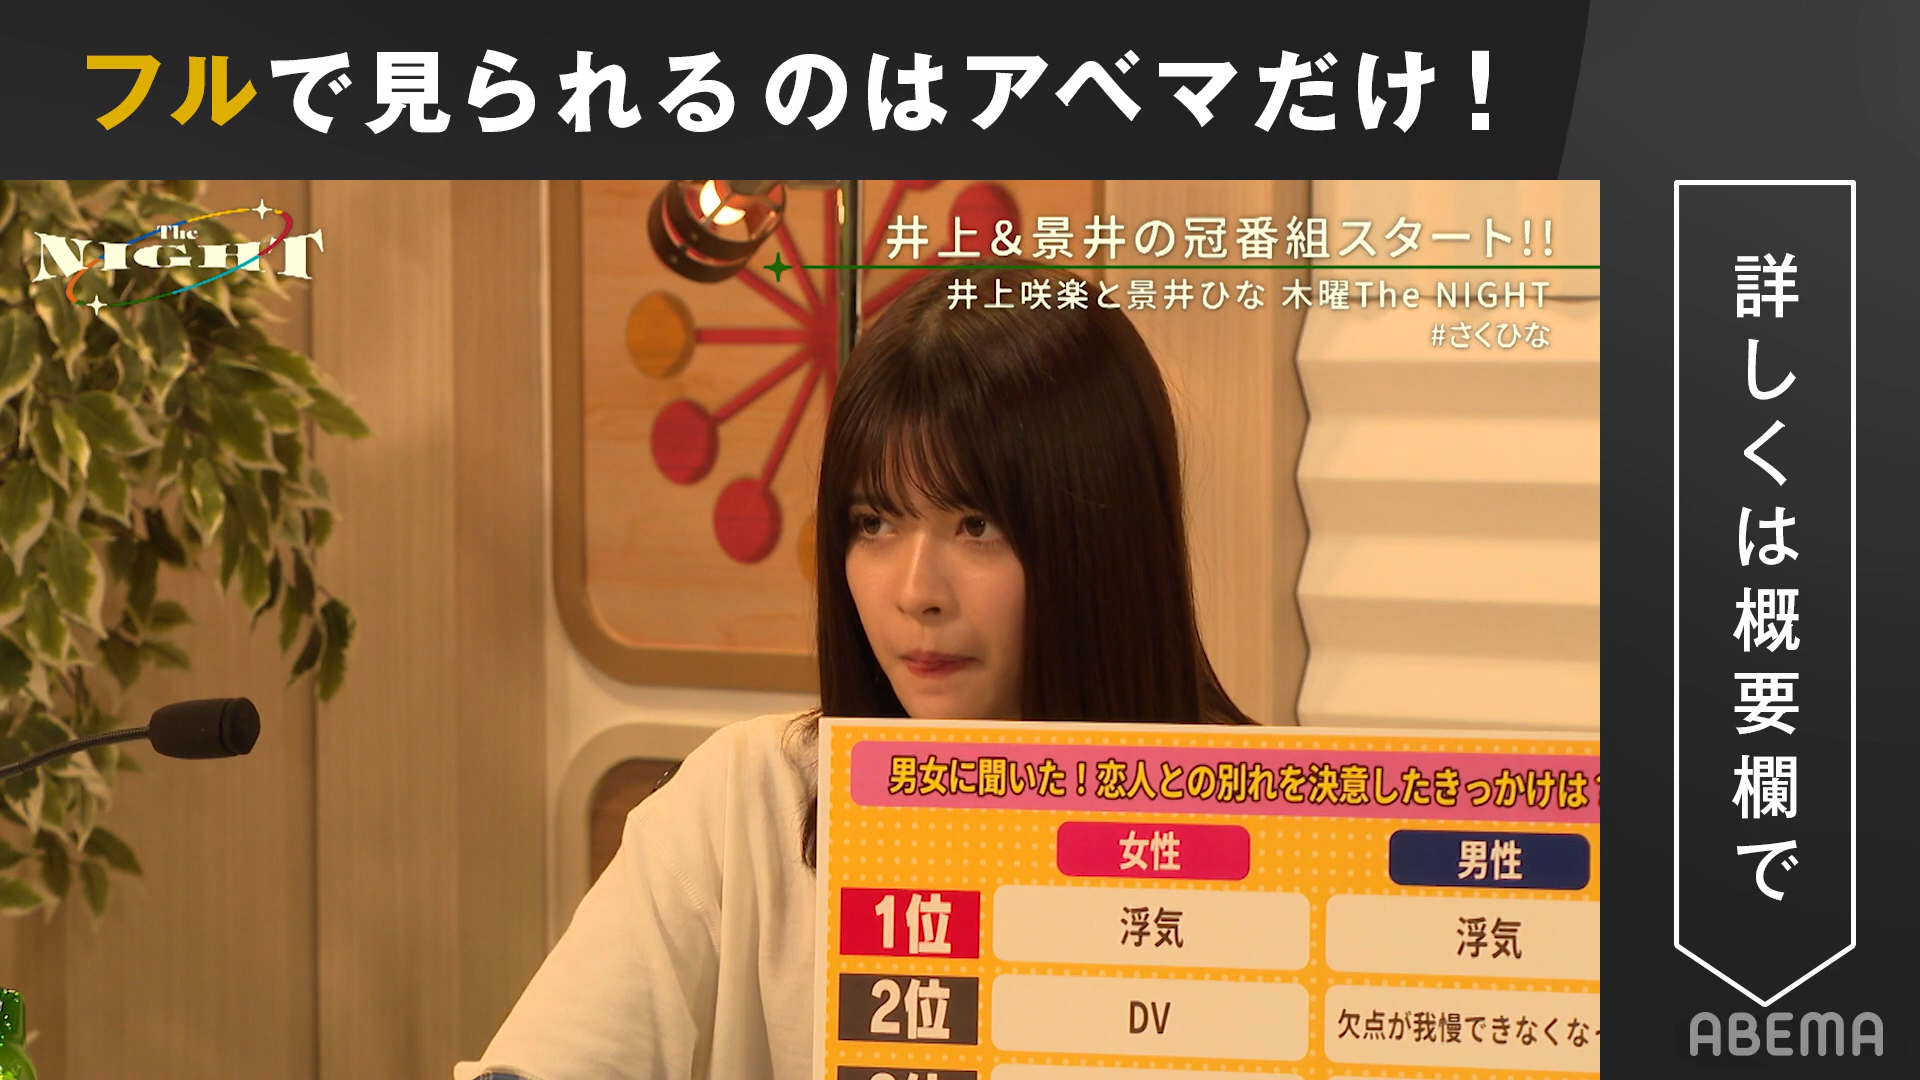 フルで見られるのはアベマだけ！
The
NIGHT
井上&景井の冠番組スタート!!
井上咲楽と景井ひな 木曜The NIGHT
#さくひな
詳しくは概要欄で
男女に聞いた！恋人との別れを決意したきっかけは
女性
男性
1位
浮気
浮気
2位
DV
欠点が我慢できなくな
ABEMA